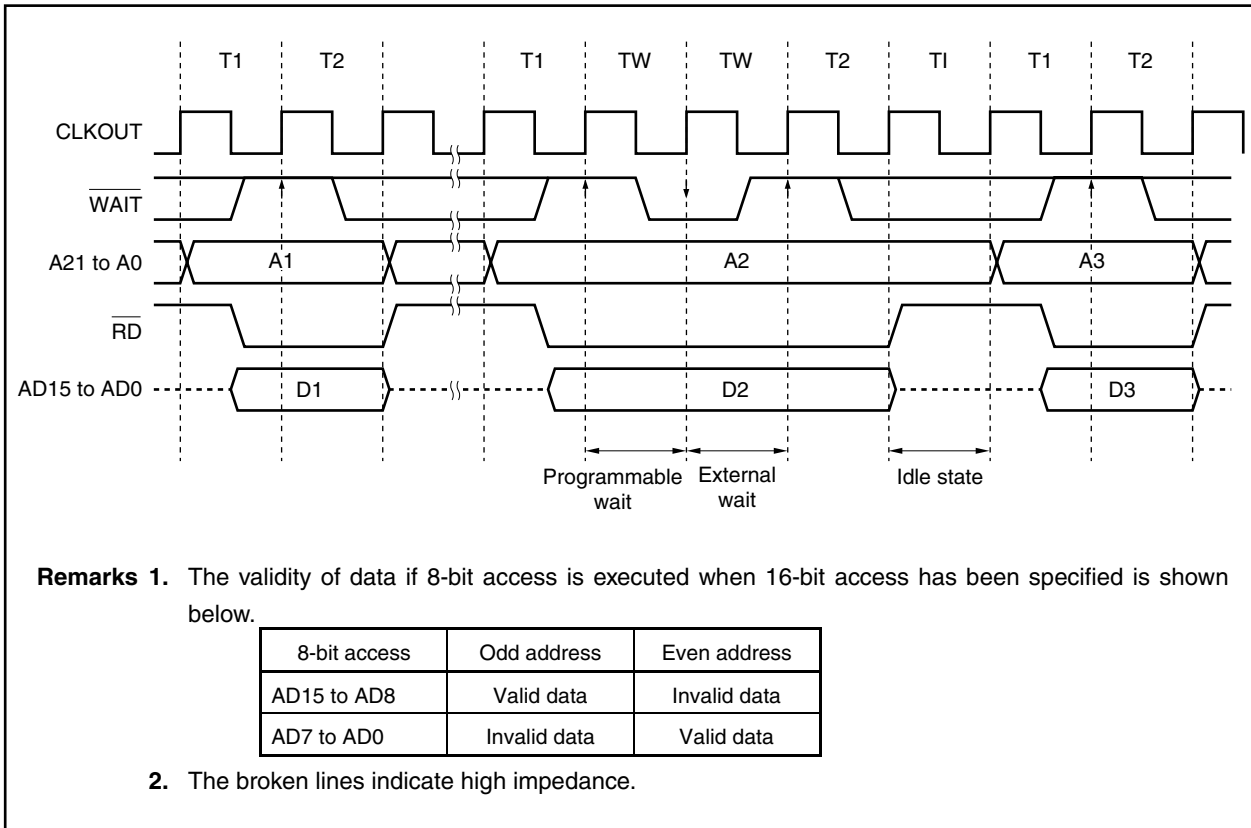 T1 T2 T1 TW TW T2 TI T1 T2
CLKOUT
WAIT
A21 to A0 A1 A2 A3
RD
AD15 to AD0 D1 D2 D3
Programmable wait
External wait
Idle state
Remarks 1. The validity of data if 8-bit access is executed when 16-bit access has been specified is shown
below.
8-bit access Odd address Even address
AD15 to AD8 Valid data Invalid data
AD7 to AD0 Invalid data Valid data
2. The broken lines indicate high impedance.